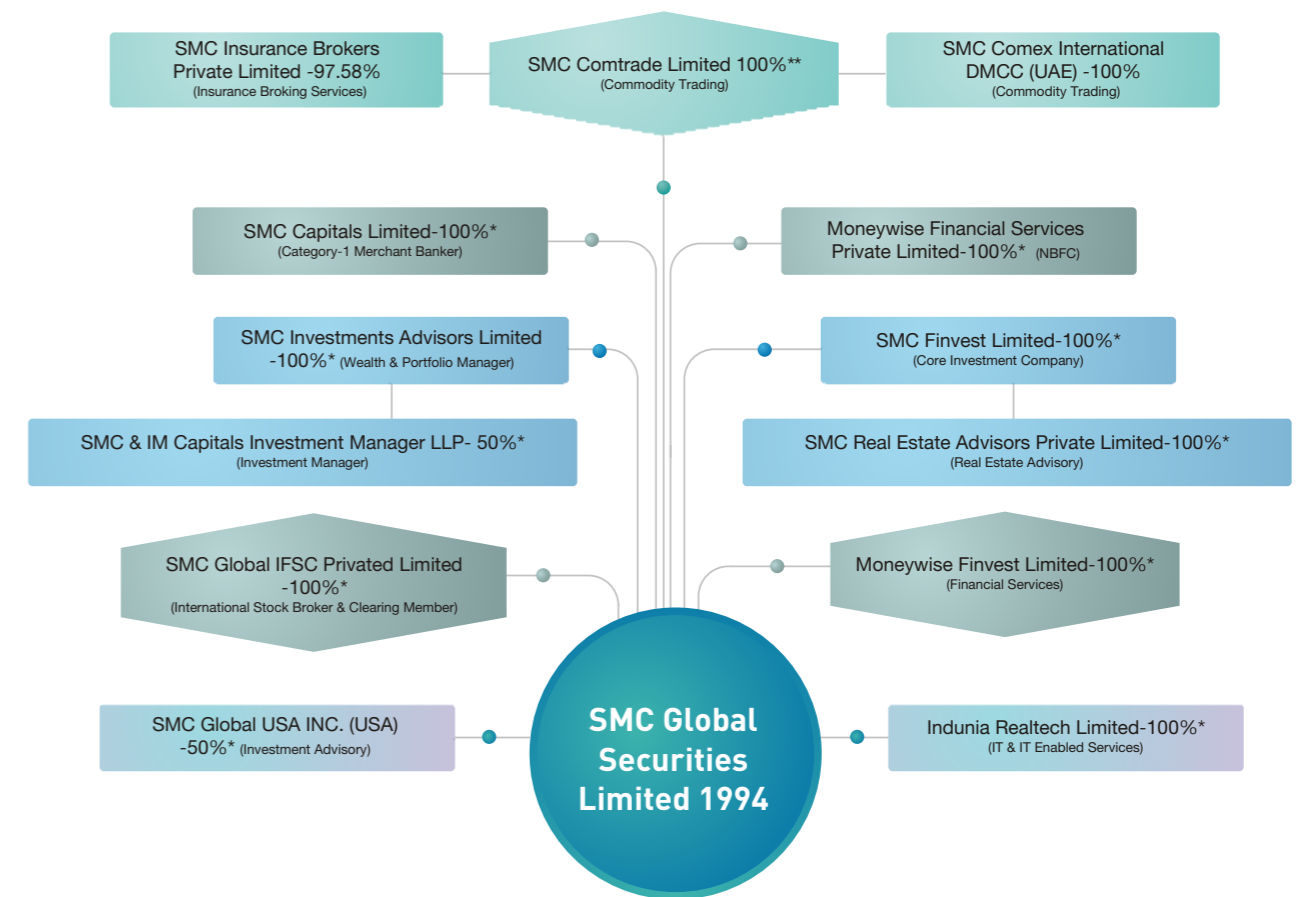 SMC Insurance Brokers
Private Limited -97.58%
(Insurance Broking Services)
SMC Comtrade Limited 100%**
(Commodity Trading)
SMC Comex International
DMCC (UAE) -100%
(Commodity Trading)
SMC Capitals Limited-100%*
(Category-1 Merchant Banker)
Moneywise Financial Services
Private Limited-100%* (NBFC)
SMC Investments Advisors Limited
-100%* (Wealth & Portfolio Manager)
SMC Finvest Limited-100%*
(Core Investment Company)
SMC & IM Capitals Investment Manager LLP- 50%*
(Investment Manager)
SMC Real Estate Advisors Private Limited-100%*
(Real Estate Advisory)
SMC Global IFSC Privated Limited
-100%*
(International Stock Broker & Clearing Member)
Moneywise Finvest Limited-100%*
(Financial Services)
SMC Global USA INC. (USA)
-50%* (Investment Advisory)
SMC Global
Securities
Limited 1994
Indunia Realtech Limited-100%*
(IT & IT Enabled Services)